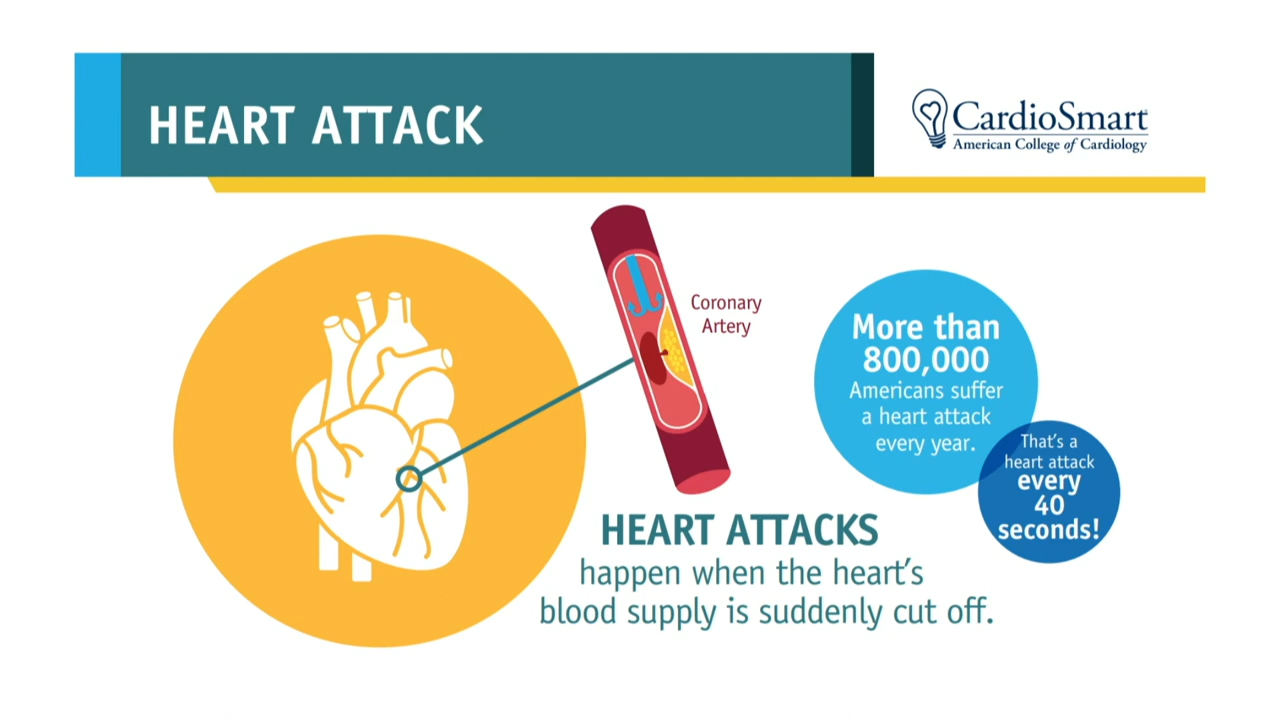 HEART ATTACK
CardioSmart
American College of Cardiology
Coronary
Artery
More than
800,000
Americans suffer
a heart attack
every year.
That's a
heart attack
every
40
seconds!
HEART ATTACKS
happen when the heart's
blood supply is suddenly cut off.